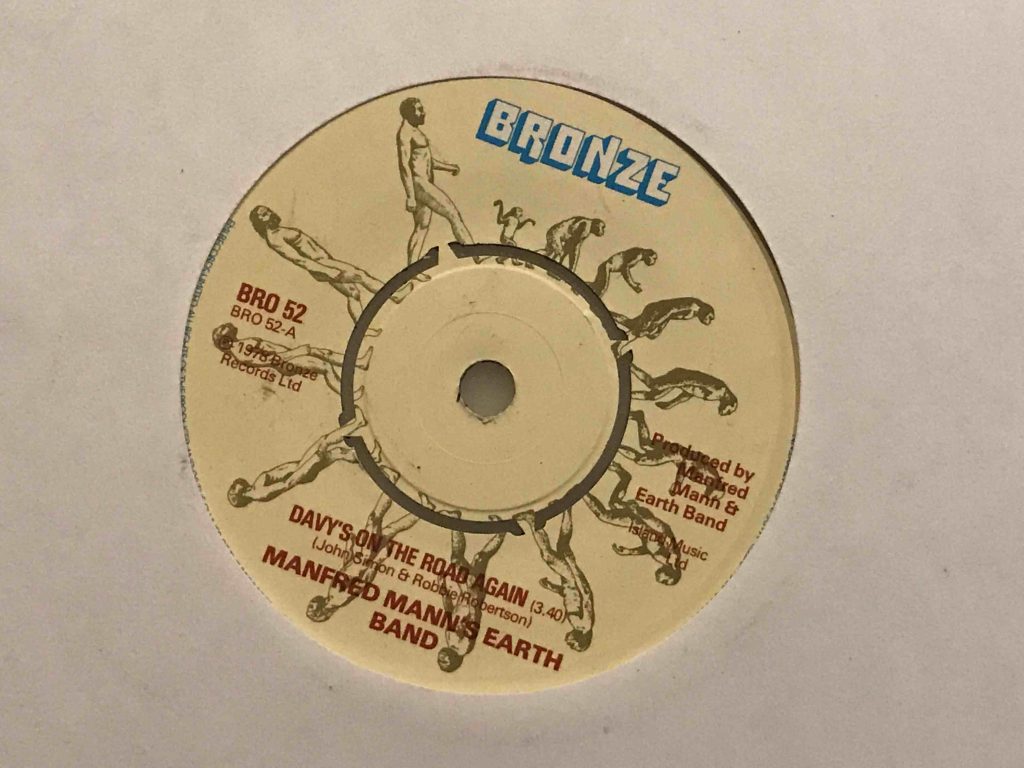 BRONZE
BRO 52
BRO 52-A
℗ 1978 Bronze
Records Ltd
Produced by
Manfred
Mann &
Earth Band
Island Music
Ltd
DAVY'S ON THE ROAD AGAIN (3.40)
(John Simon & Robbie Robertson)
MANFRED MANN'S EARTH
BAND